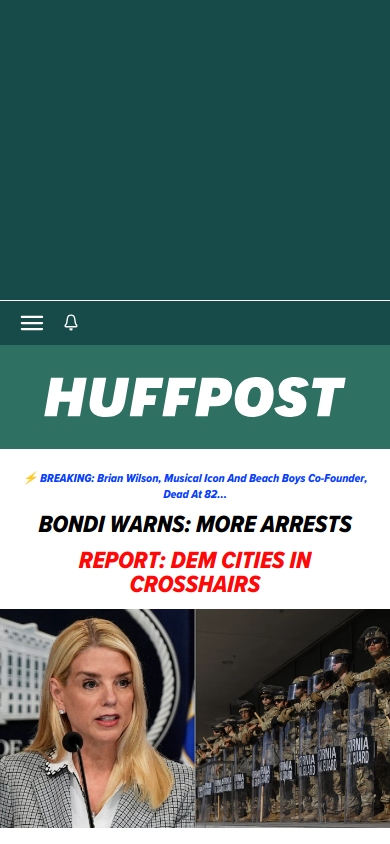 HUFFPOST
⚡ BREAKING: Brian Wilson, Musical Icon And Beach Boys Co-Founder,
Dead At 82...
BONDI WARNS: MORE ARRESTS
REPORT: DEM CITIES IN
CROSSHAIRS